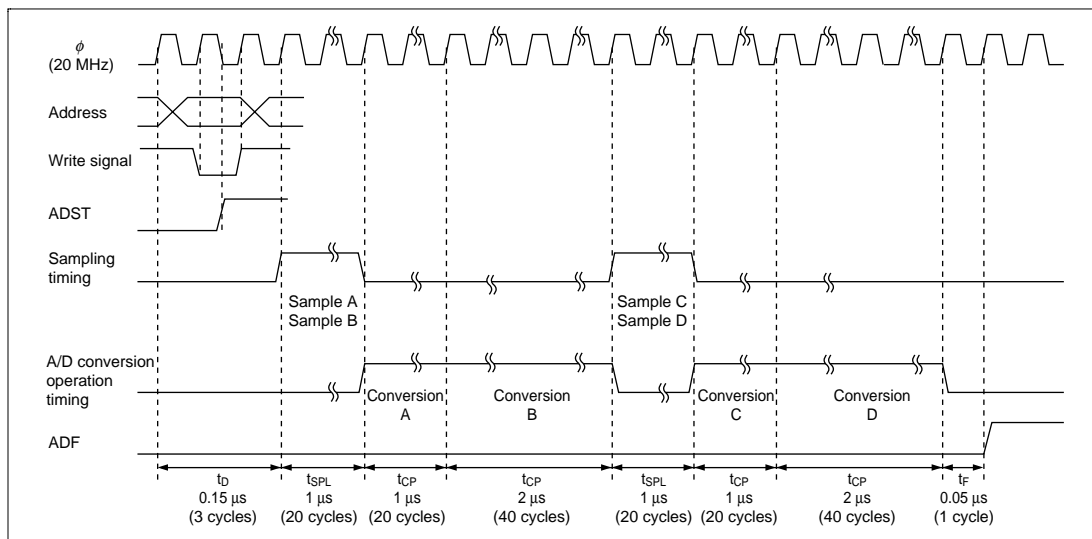 ϕ
(20 MHz)
Address
Write signal
ADST
Sampling
timing
Sample A
Sample B
Sample C
Sample D
A/D conversion
operation
timing
Conversion
A
Conversion
B
Conversion
C
Conversion
D
ADF
tD
0.15 µs
(3 cycles)
tSPL
1 µs
(20 cycles)
tCP
1 µs
(20 cycles)
tCP
2 µs
(40 cycles)
tSPL
1 µs
(20 cycles)
tCP
1 µs
(20 cycles)
tCP
2 µs
(40 cycles)
tF
0.05 µs
(1 cycle)